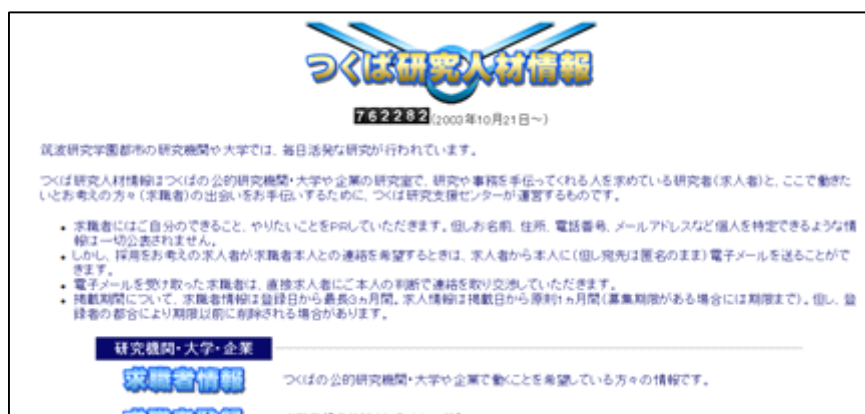 つくば研究人材情報
762282(2003年10月21日～)
筑波研究学園都市の研究機関や大学では、毎日活発な研究が行われています。
つくば研究人材情報はつくばの公的研究機関・大学や企業の研究室で、研究や事務を手伝ってくれる人を求めている研究者(求人者)と、ここで働きた
いとお考えの方々(求職者)の出会いをお手伝いするために、つくば研究支援センターが運営するものです。
• 求職者にはご自分のできること、やりたいことをPRしていただきます。但しお名前、住所、電話番号、メールアドレスなど個人を特定できるような情
報は一切公表されません。
• しかし、採用をお考えの求人者が求職者本人との連絡を希望するときは、求人者から本人に(但し宛先は匿名のまま)電子メールを送ることがで
きます。
• 電子メールを受け取った求職者は、直接求人者にご本人の判断で連絡を取り交渉していただきます。
• 掲載期間について、求職者情報は登録日から最長3ヵ月間。求人情報は掲載日から原則1ヵ月間(募集期限がある場合には期限まで)。但し、登
録者の都合により期限以前に削除される場合があります。
研究機関・大学・企業
求職者情報 つくばの公的研究機関・大学や企業で働くことを希望している方々の情報です。